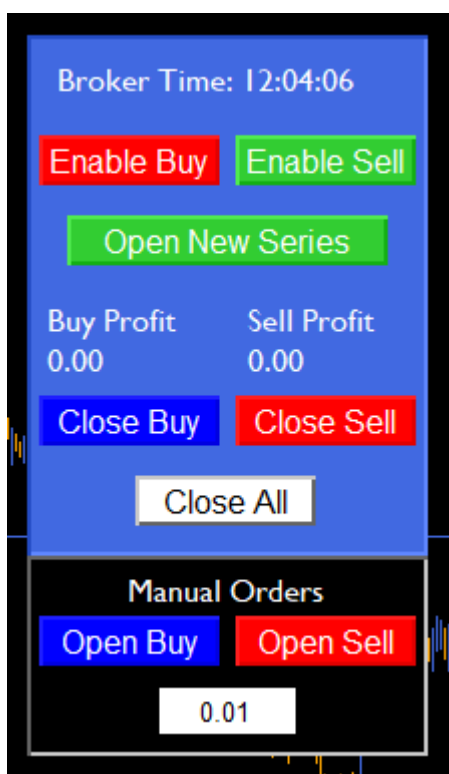 Broker Time: 12:04:06
Enable Buy Enable Sell
Open New Series
Buy Profit Sell Profit
0.00 0.00
Close Buy Close Sell
Close All
Manual Orders
Open Buy Open Sell
0.01